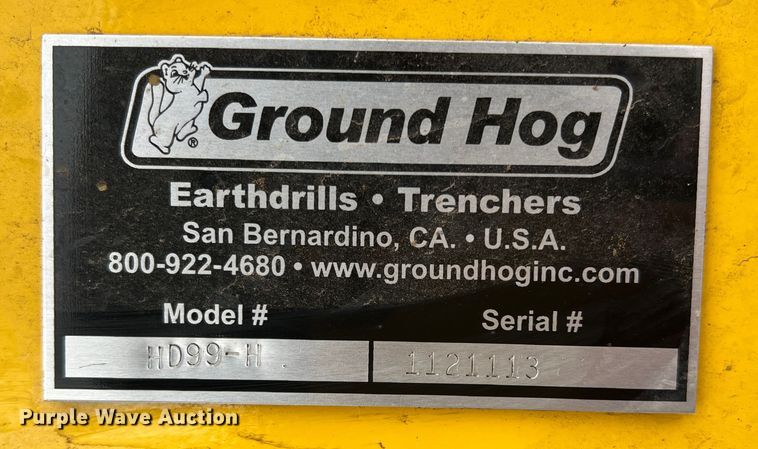 Ground Hog ®
Earthdrills • Trenchers
San Bernardino, CA. • U.S.A.
800-922-4680 • www.groundhoginc.com
Model # Serial #
HD99-H 1121113
Purple Wave Auction